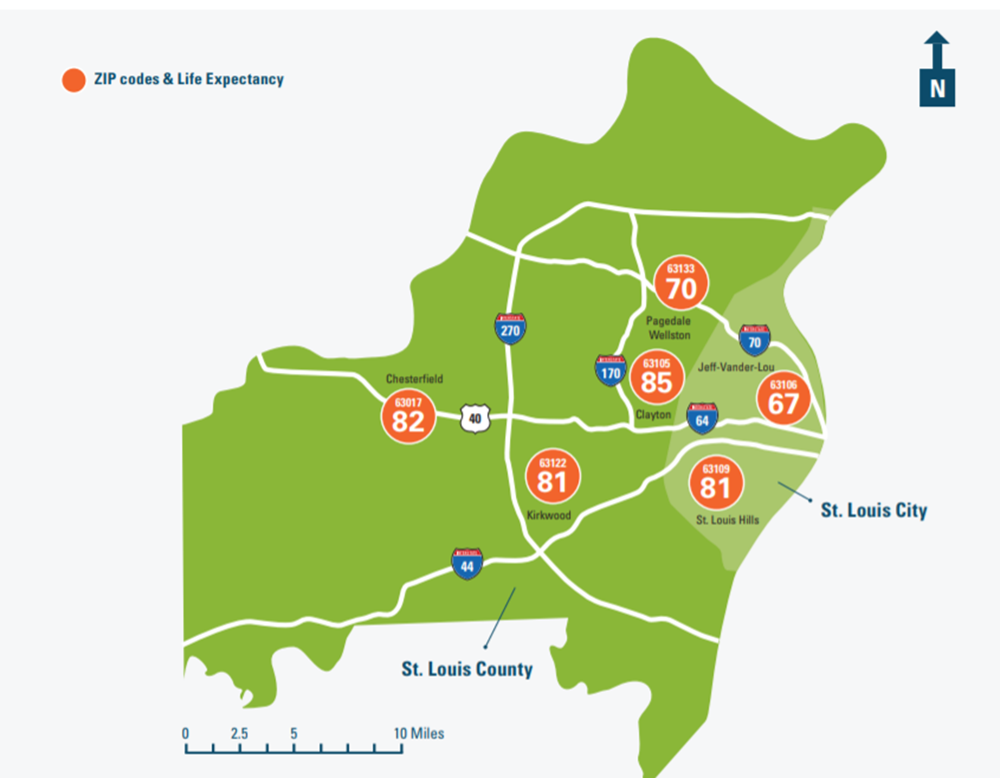 ZIP codes & Life Expectancy
N
63133
70
Pagedale
Wellston
270
70
170
63105
85
Jeff-Vander-Lou
Chesterfield
63106
67
63017
82
40
Clayton
64
63122
81
63109
81
Kirkwood
St. Louis Hills
St. Louis City
44
St. Louis County
0 2.5 5 10 Miles